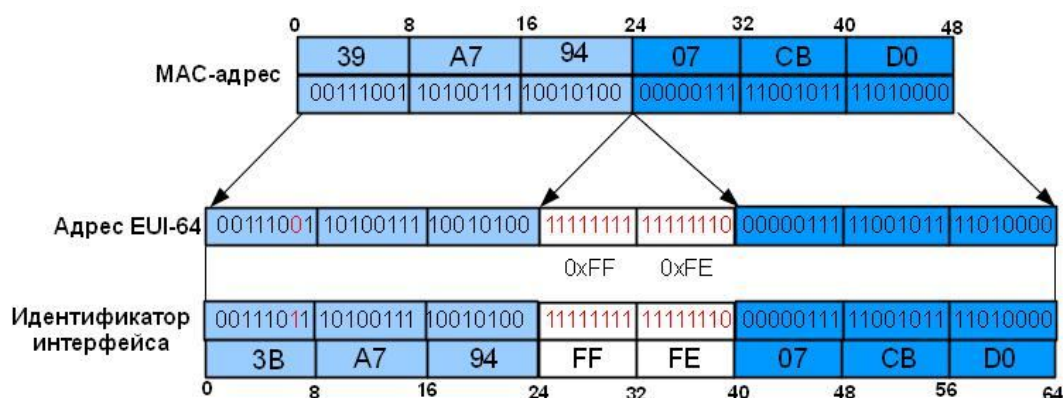 0 8 16 24 32 40 48
MAC-адрес
39 A7 94 07 CB D0
00111001 10100111 10010100 00000111 11001011 11010000
Адрес EUI-64
00111001 10100111 10010100 11111111 11111110 00000111 11001011 11010000
0xFF 0xFE
Идентификатор
интерфейса
00111011 10100111 10010100 11111111 11111110 00000111 11001011 11010000
3B A7 94 FF FE 07 CB D0
0 8 16 24 32 40 48 56 64